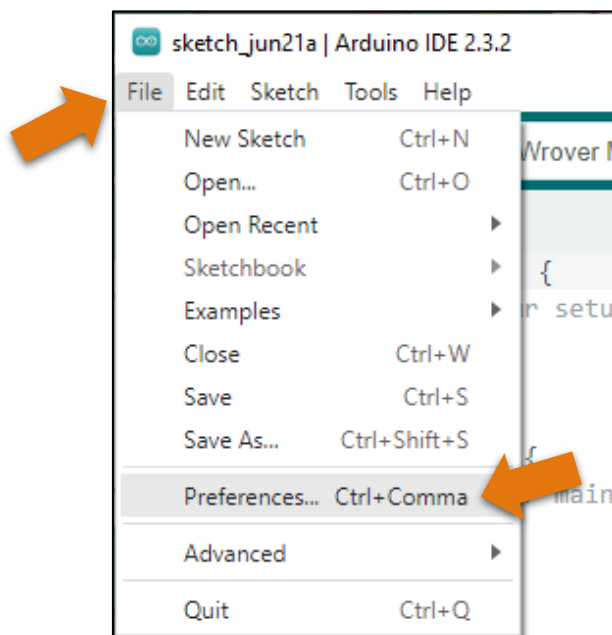 sketch_jun21a | Arduino IDE 2.3.2
File Edit Sketch Tools Help
New Sketch Ctrl+N
Wrover
Open... Ctrl+O
Open Recent
Sketchbook
{
Examples
setu
Close Ctrl+W
Save Ctrl+S
Save As... Ctrl+Shift+S
{
Preferences... Ctrl+Comma
main
Advanced
Quit Ctrl+Q